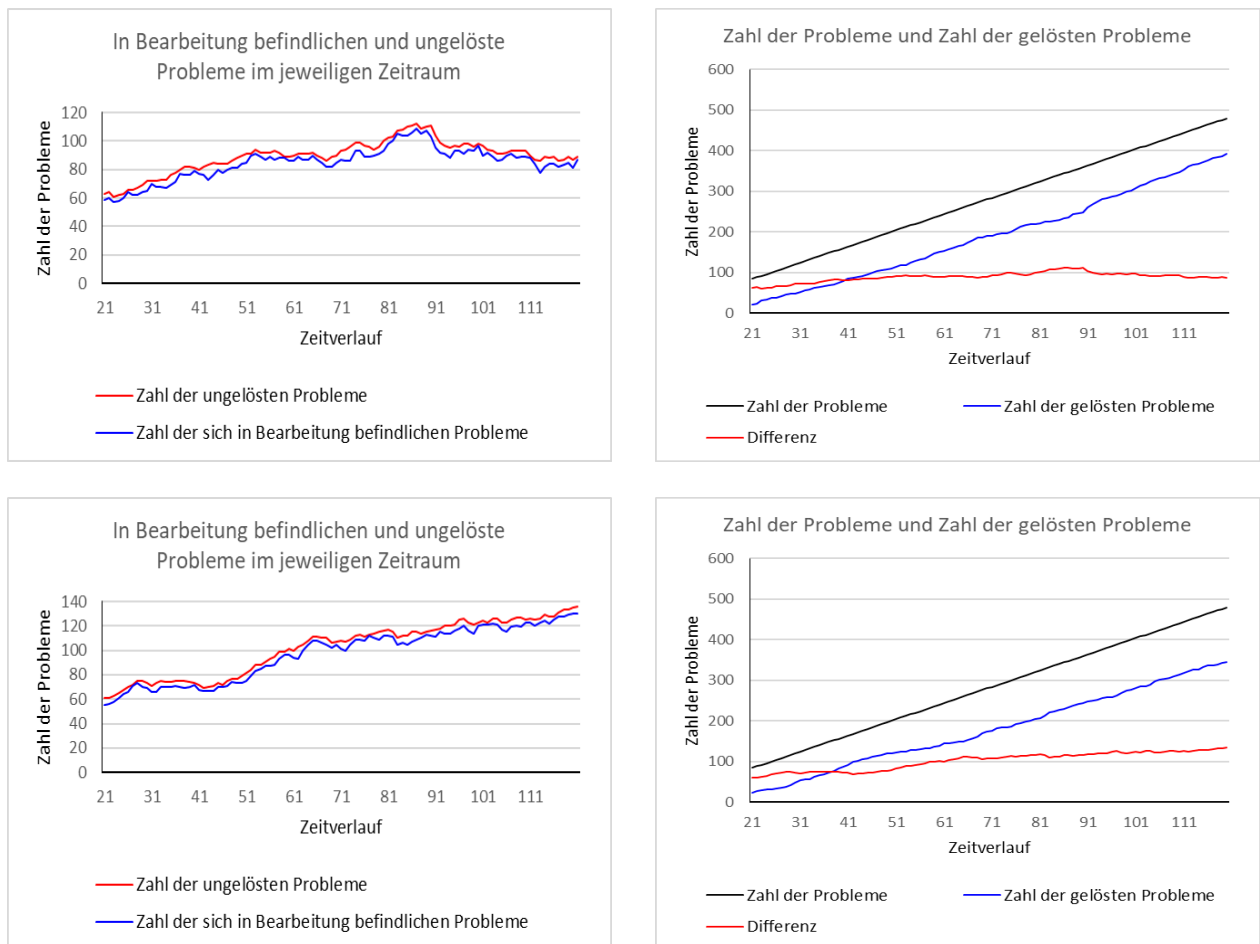 In Bearbeitung befindlichen und ungelöste
Probleme im jeweiligen Zeitraum
Zahl der Probleme
120
100
80
60
40
20
0
21 31 41 51 61 71 81 91 101 111
Zeitverlauf
Zahl der ungelösten Probleme
Zahl der sich in Bearbeitung befindlichen Probleme
Zahl der Probleme und Zahl der gelösten Probleme
Zahl der Probleme
600
500
400
300
200
100
0
21 31 41 51 61 71 81 91 101 111
Zeitverlauf
Zahl der Probleme Zahl der gelösten Probleme
Differenz
In Bearbeitung befindlichen und ungelöste
Probleme im jeweiligen Zeitraum
Zahl der Probleme
140
120
100
80
60
40
20
0
21 31 41 51 61 71 81 91 101 111
Zeitverlauf
Zahl der ungelösten Probleme
Zahl der sich in Bearbeitung befindlichen Probleme
Zahl der Probleme und Zahl der gelösten Probleme
Zahl der Probleme
600
500
400
300
200
100
0
21 31 41 51 61 71 81 91 101 111
Zeitverlauf
Zahl der Probleme Zahl der gelösten Probleme
Differenz